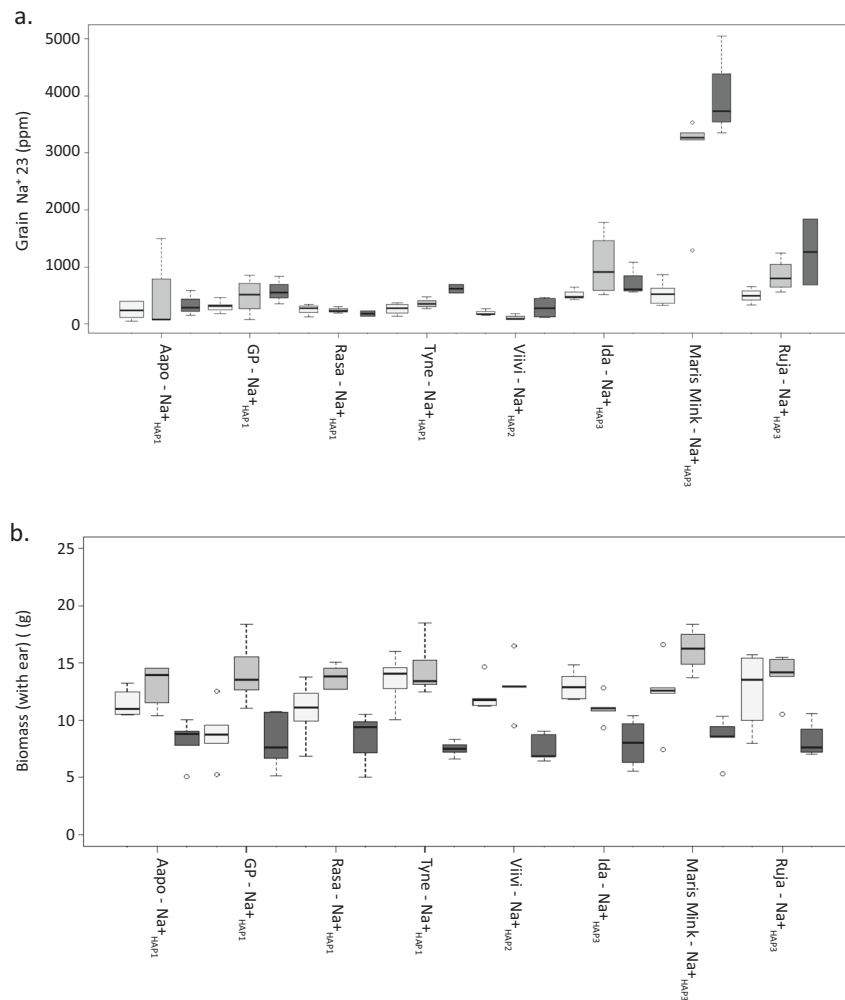 a.
Grain Na⁺ 23 (ppm)
5000
4000
3000
2000
1000
0
Aapo - Na+HAP1
GP - Na+HAP1
Rasa - Na+HAP1
Tyne - Na+HAP1
Viivi - Na+HAP2
Ida - Na+HAP3
Maris Mink - Na+HAP3
Ruja - Na+HAP3
b.
Biomass (with ear) ( (g)
25
20
15
10
5
0
Aapo - Na+HAP1
GP - Na+HAP1
Rasa - Na+HAP1
Tyne - Na+HAP1
Viivi - Na+HAP2
Ida - Na+HAP3
Maris Mink - Na+HAP3
Ruja - Na+HAP3